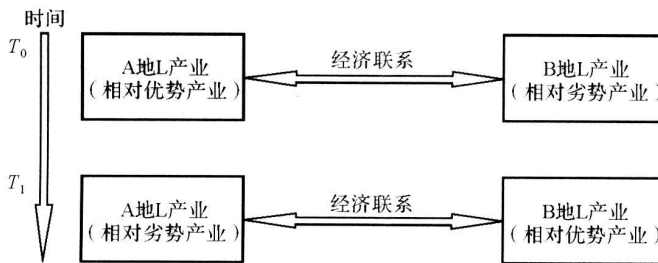 时间
T₀
A地L产业
（相对优势产业）
经济联系
B地L产业
（相对劣势产业）
T₁
A地L产业
（相对劣势产业）
经济联系
B地L产业
（相对优势产业）